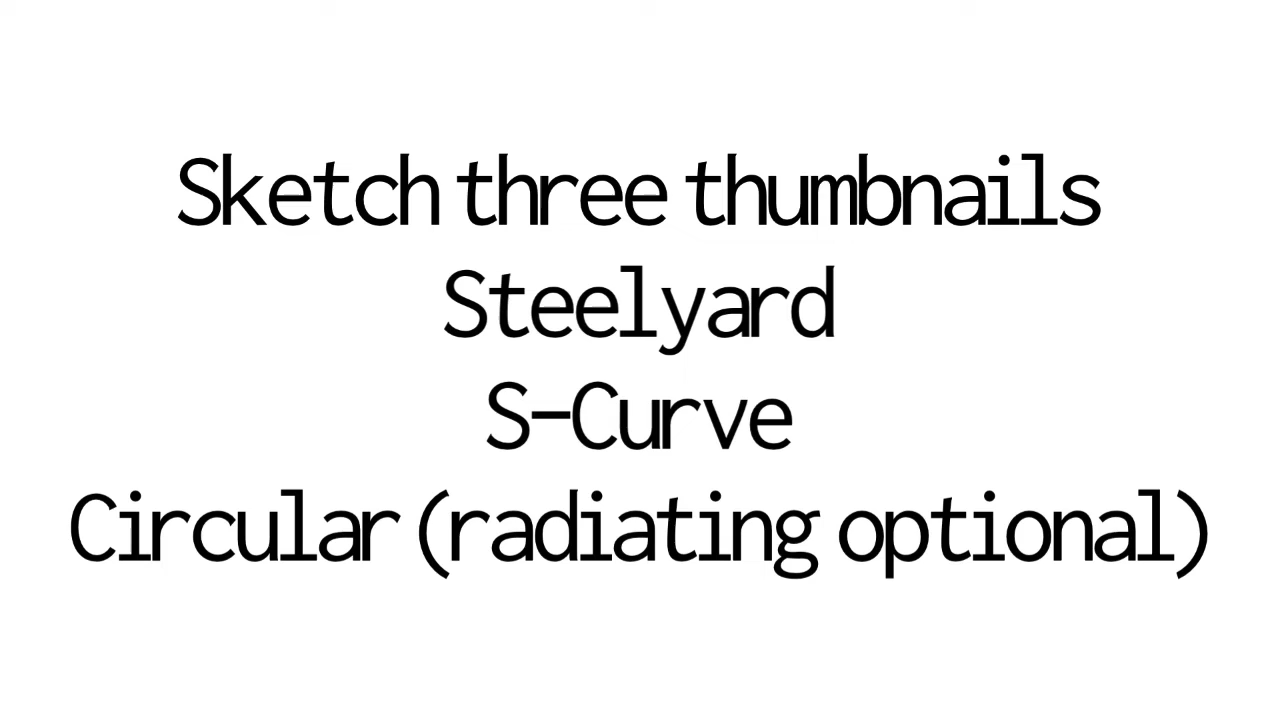 Sketch three thumbnails
Steelyard
S-Curve
Circular (radiating optional)